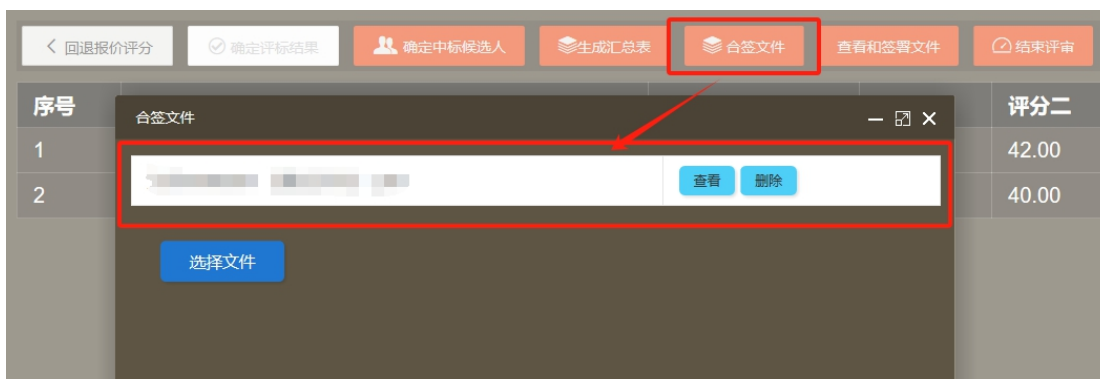 回退报价评分 确定评标结果 确定中标候选人 生成汇总表 合签文件 查看和签署文件 结束评审
序号 评分二
合签文件
1 42.00
查看 删除
2 40.00
选择文件